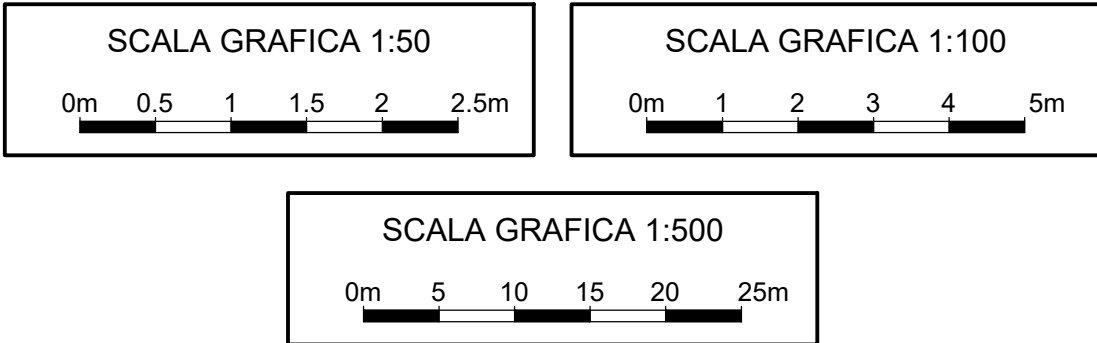 SCALA GRAFICA 1:50
0m 0.5 1 1.5 2 2.5m
SCALA GRAFICA 1:100
0m 1 2 3 4 5m
SCALA GRAFICA 1:500
0m 5 10 15 20 25m